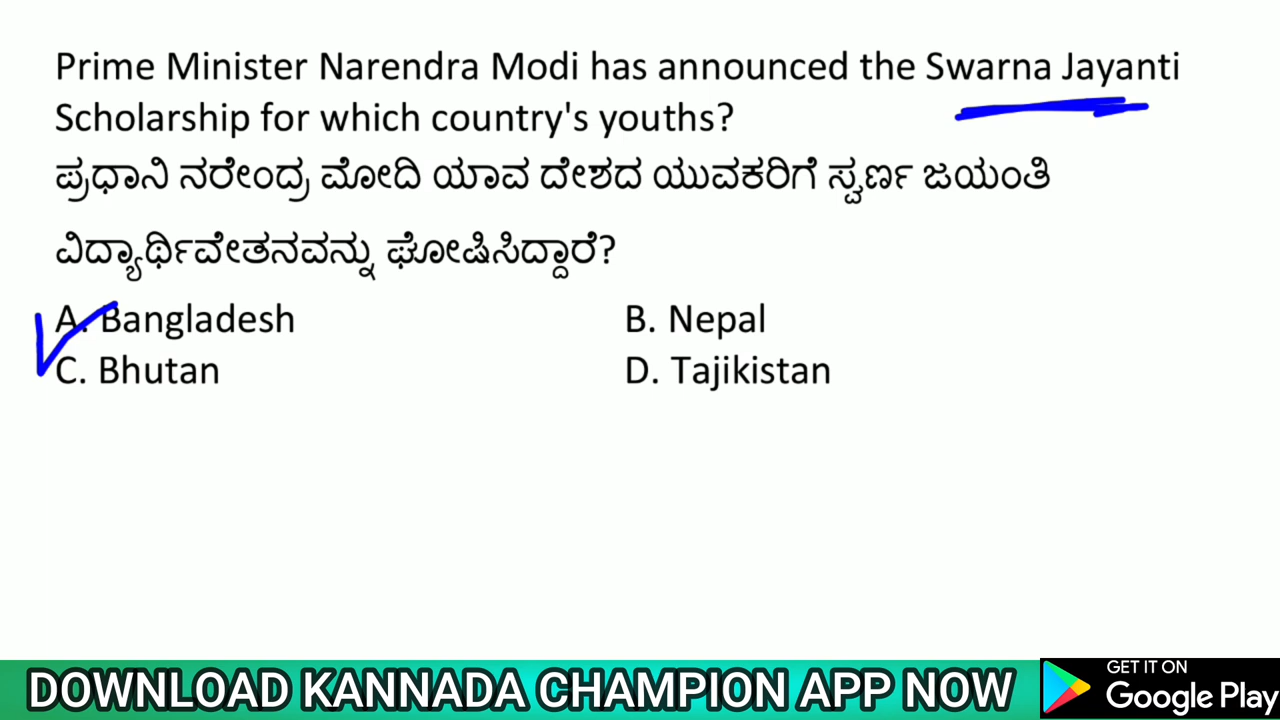 Prime Minister Narendra Modi has announced the Swarna Jayanti
Scholarship for which country's youths?
ಪ್ರಧಾನಿ ನರೇಂದ್ರ ಮೋದಿ ಯಾವ ದೇಶದ ಯುವಕರಿಗೆ ಸ್ವರ್ಣ ಜಯಂತಿ
ವಿದ್ಯಾರ್ಥಿವೇತನವನ್ನು ಘೋಷಿಸಿದ್ದಾರೆ?
A. Bangladesh B. Nepal
C. Bhutan D. Tajikistan
DOWNLOAD KANNADA CHAMPION APP NOW
GET IT ON
Google Play